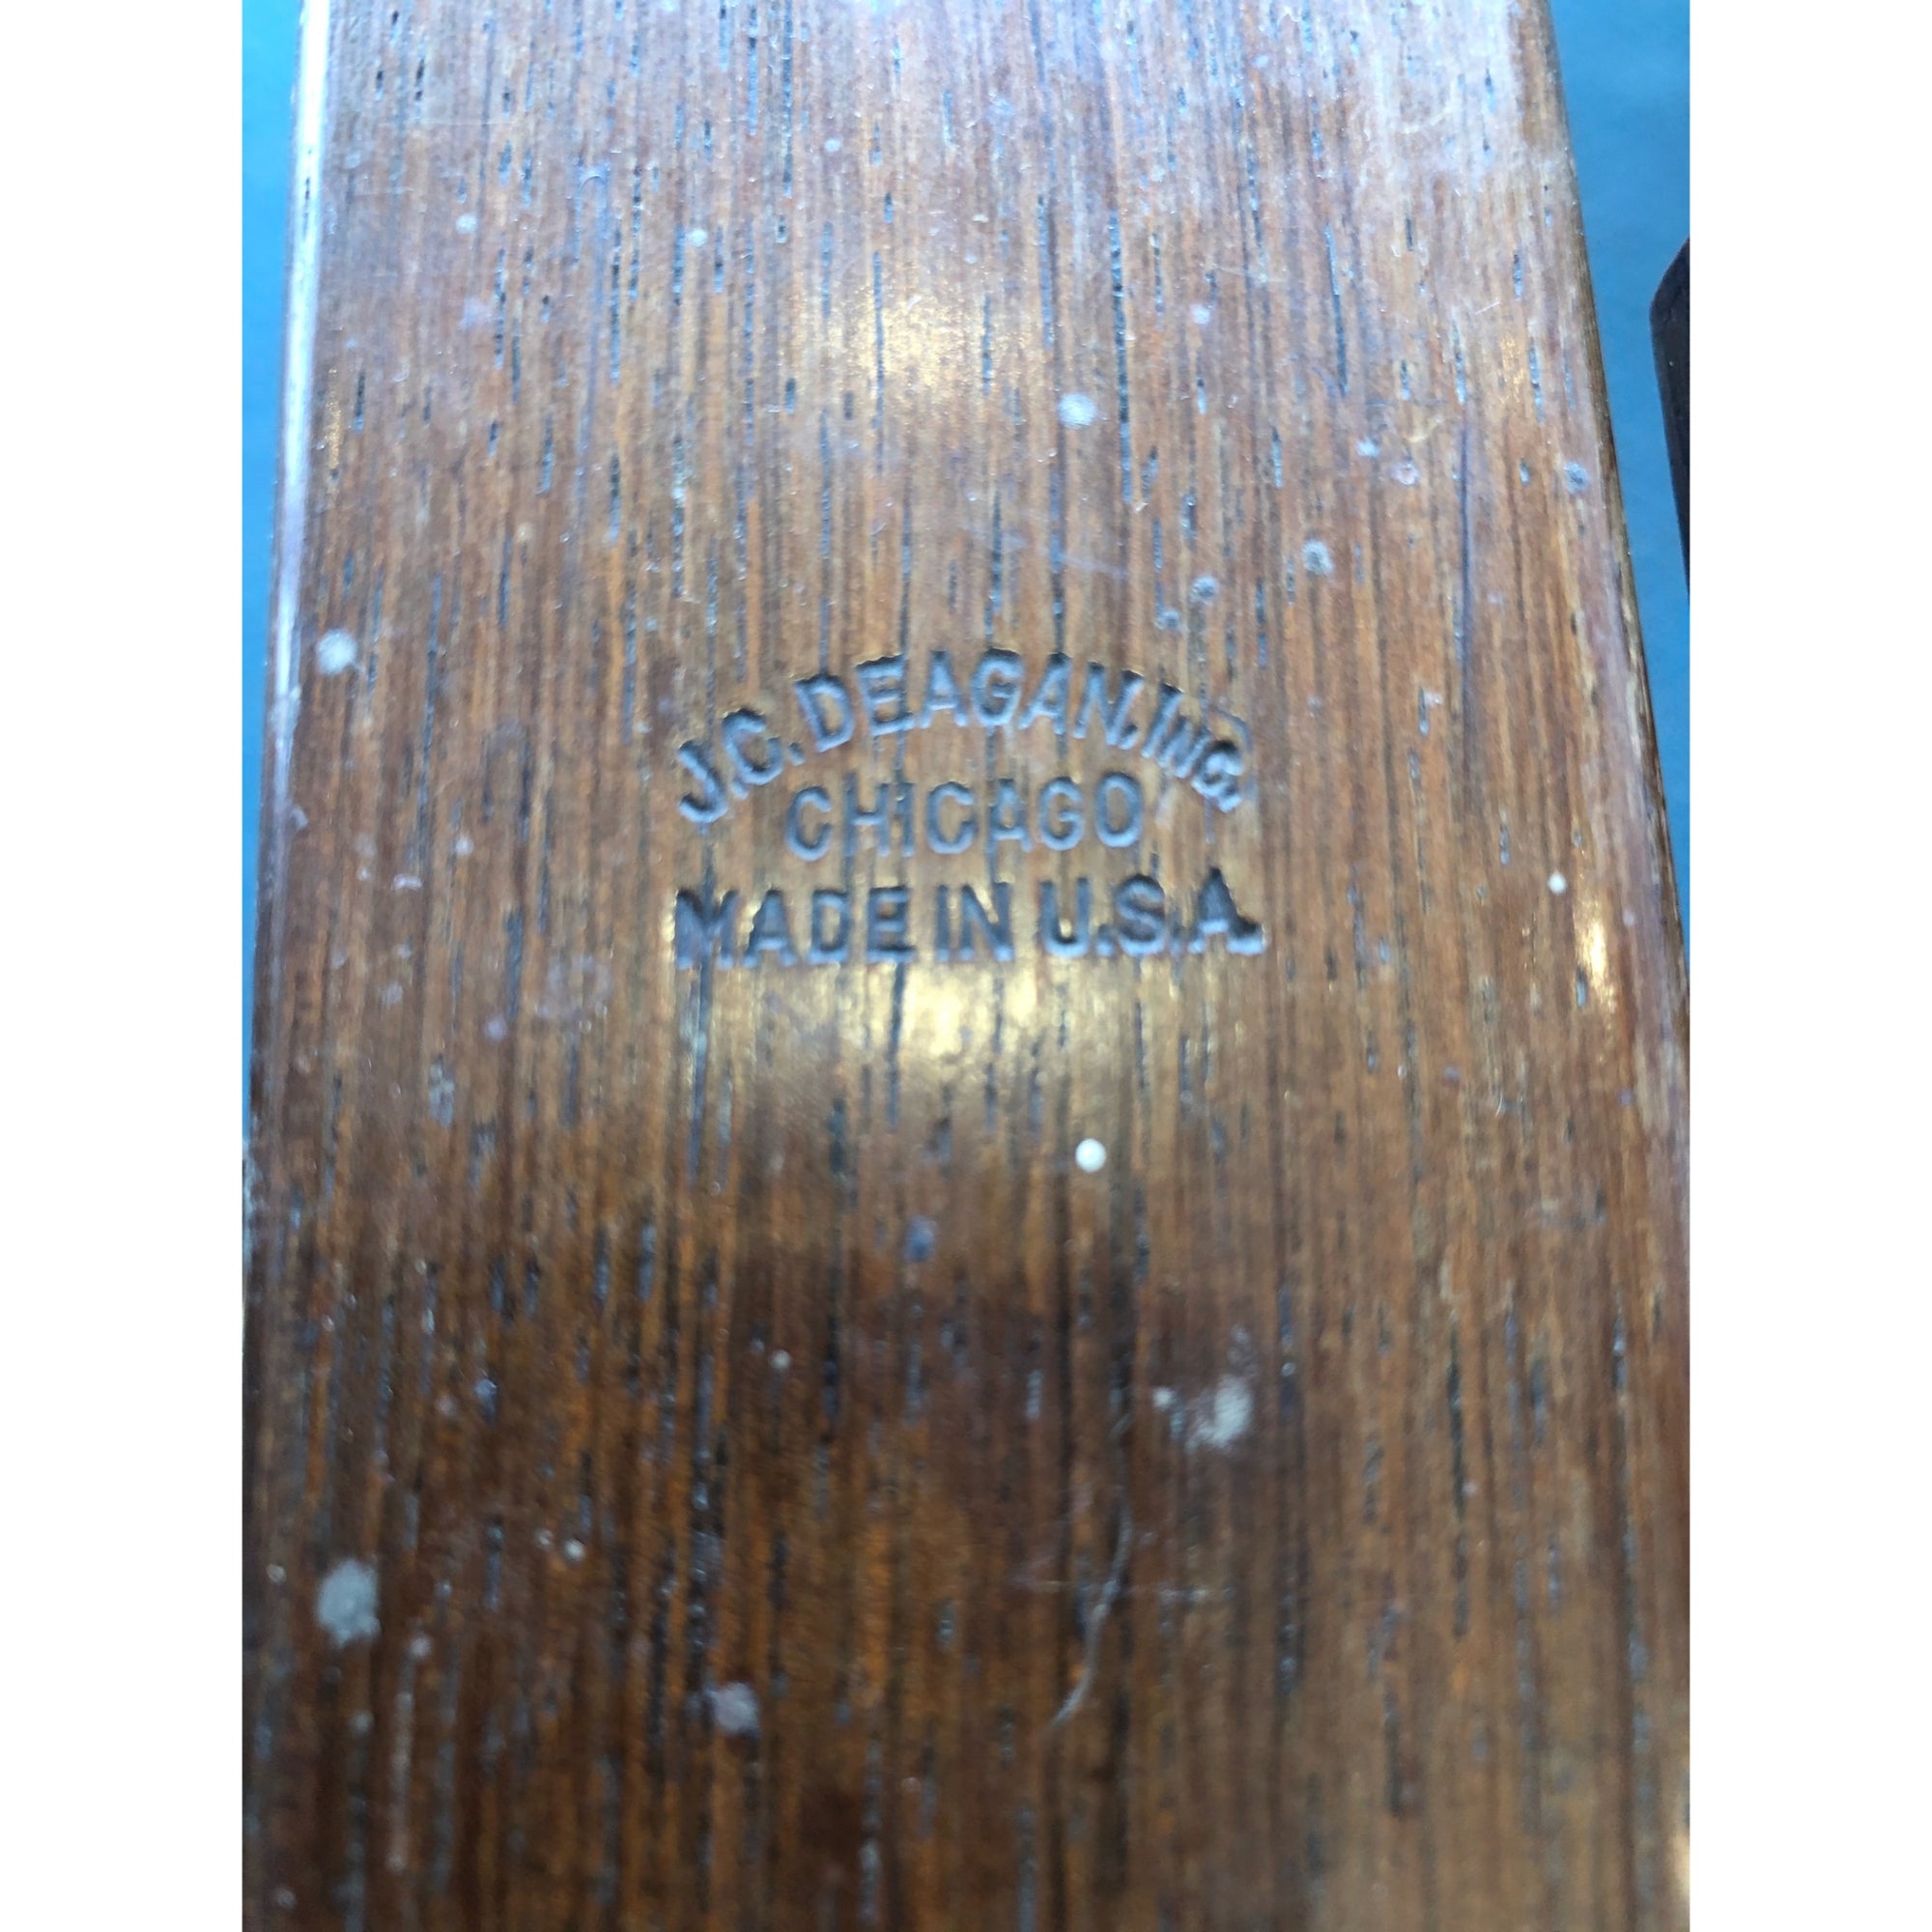 J.C. DEAGAN, INC.
CHICAGO
MADE IN U.S.A.